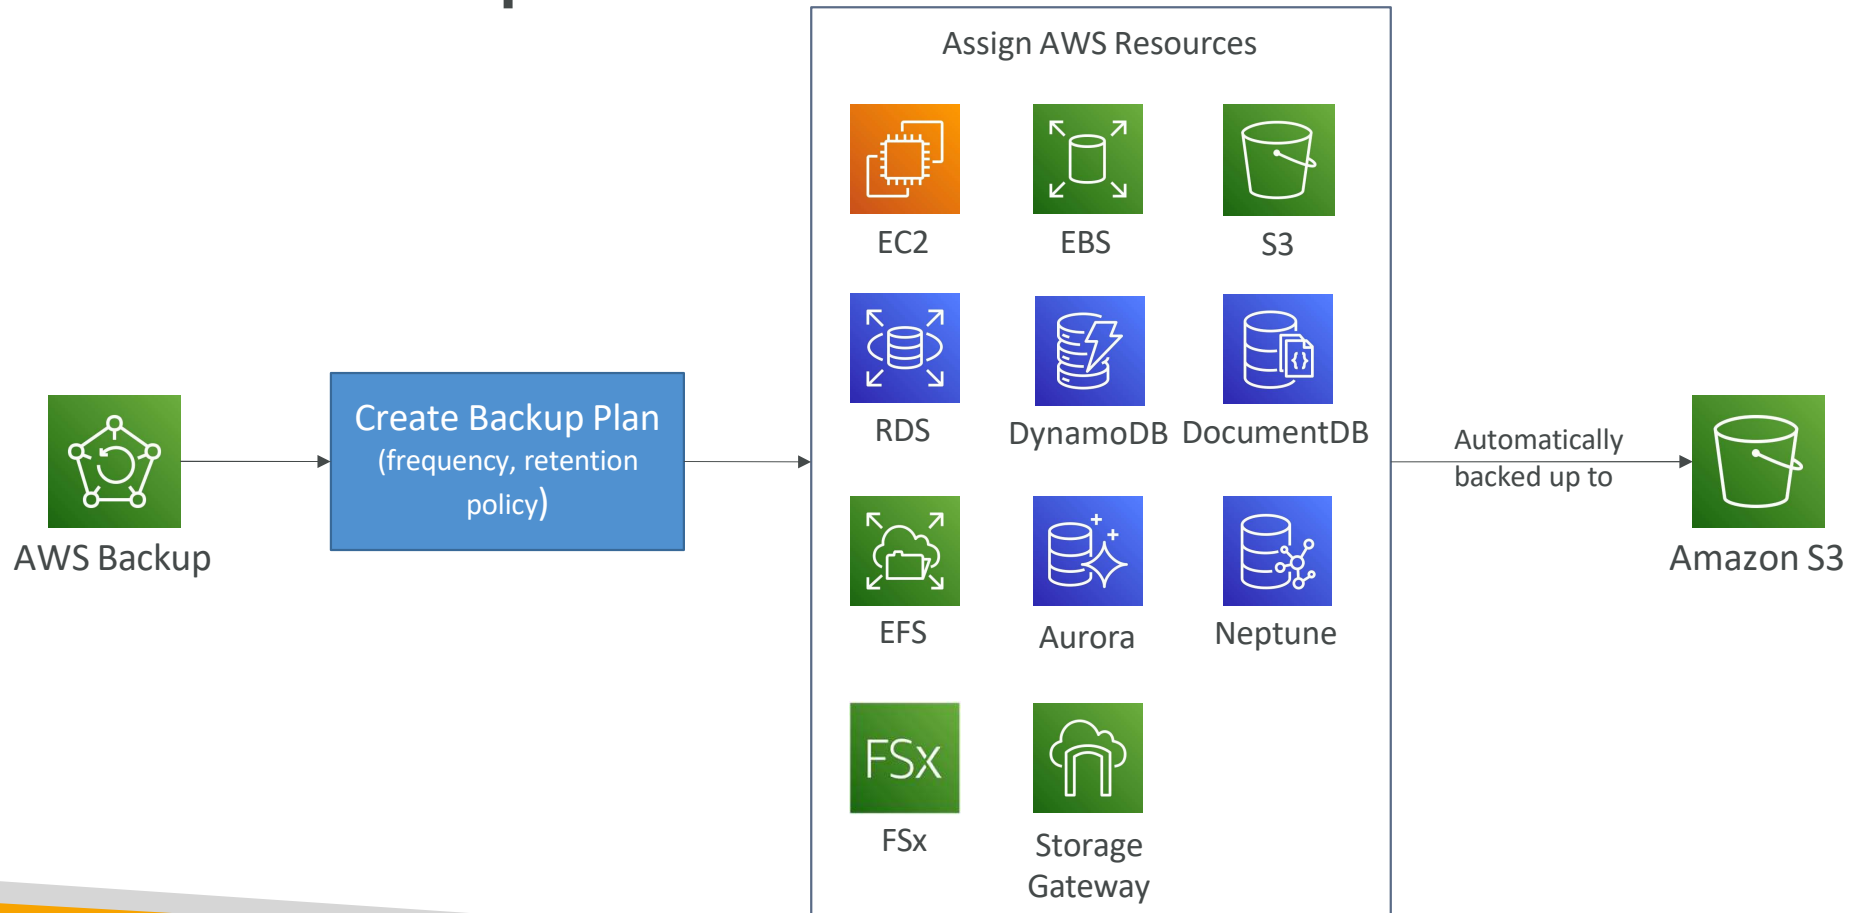 Assign AWS Resources
EC2
EBS
S3
RDS
DynamoDB
DocumentDB
EFS
Aurora
Neptune
FSx
FSx
Storage
Gateway
AWS Backup
Create Backup Plan
(frequency, retention
policy)
Automatically
backed up to
Amazon S3